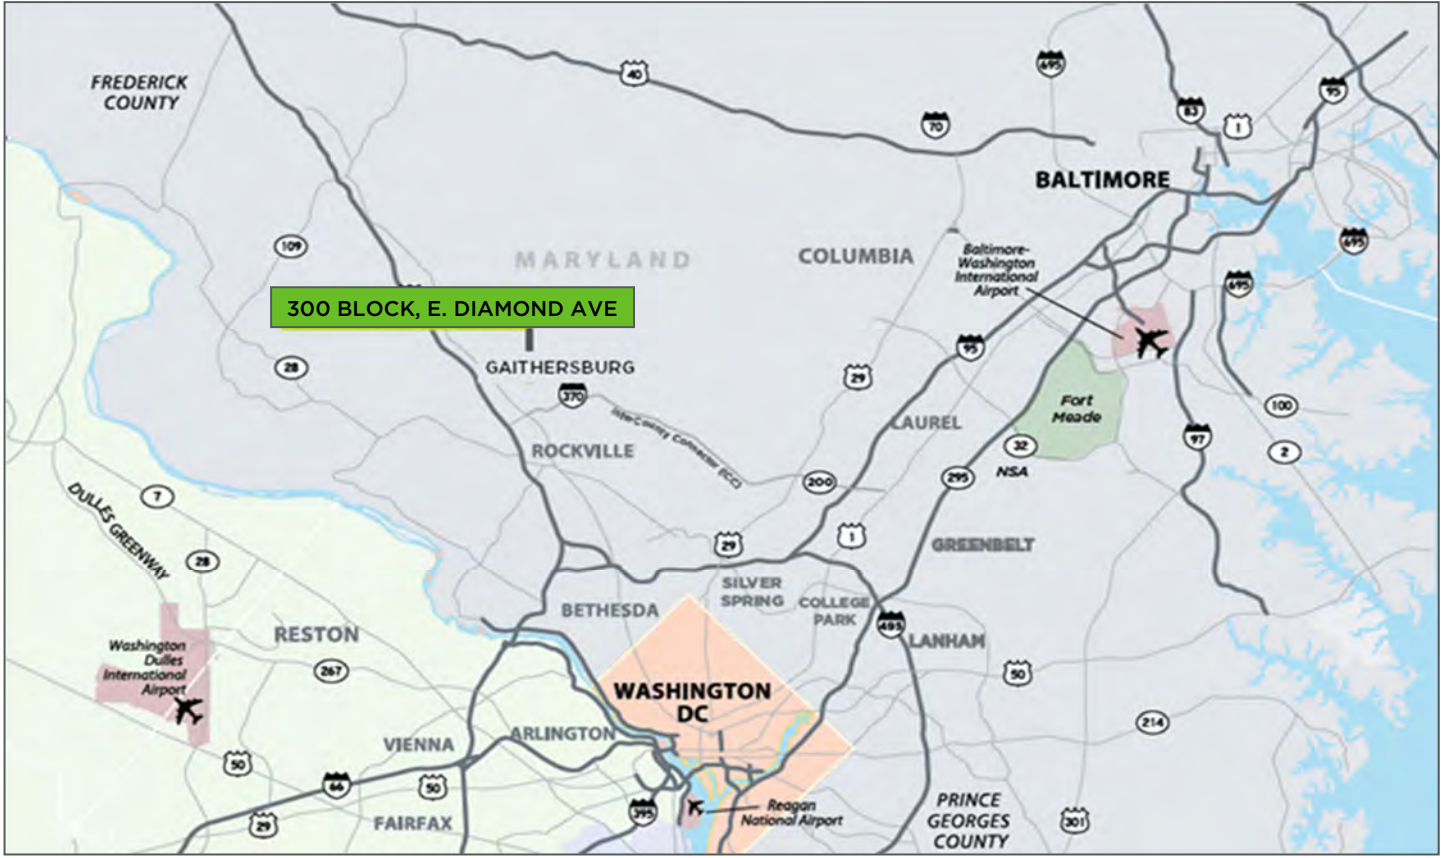 FREDERICK
COUNTY
40
695
83
1
95
70
BALTIMORE
109
MARYLAND
COLUMBIA
Baltimore-
Washington
International
Airport
695
695
300 BLOCK, E. DIAMOND AVE
28
GAITHERSBURG
370
InterCounty Connector (ICC)
29
95
Fort
Meade
100
LAUREL
97
2
32
NSA
ROCKVILLE
200
295
7
DULLES GREENWAY
28
29
1
GREENBELT
SILVER
SPRING
COLLEGE
PARK
BETHESDA
495
LANHAM
RESTON
267
Washington
Dulles
International
Airport
50
WASHINGTON
DC
214
VIENNA
ARLINGTON
50
66
50
29
FAIRFAX
395
Reagan
National Airport
PRINCE
GEORGES
COUNTY
301